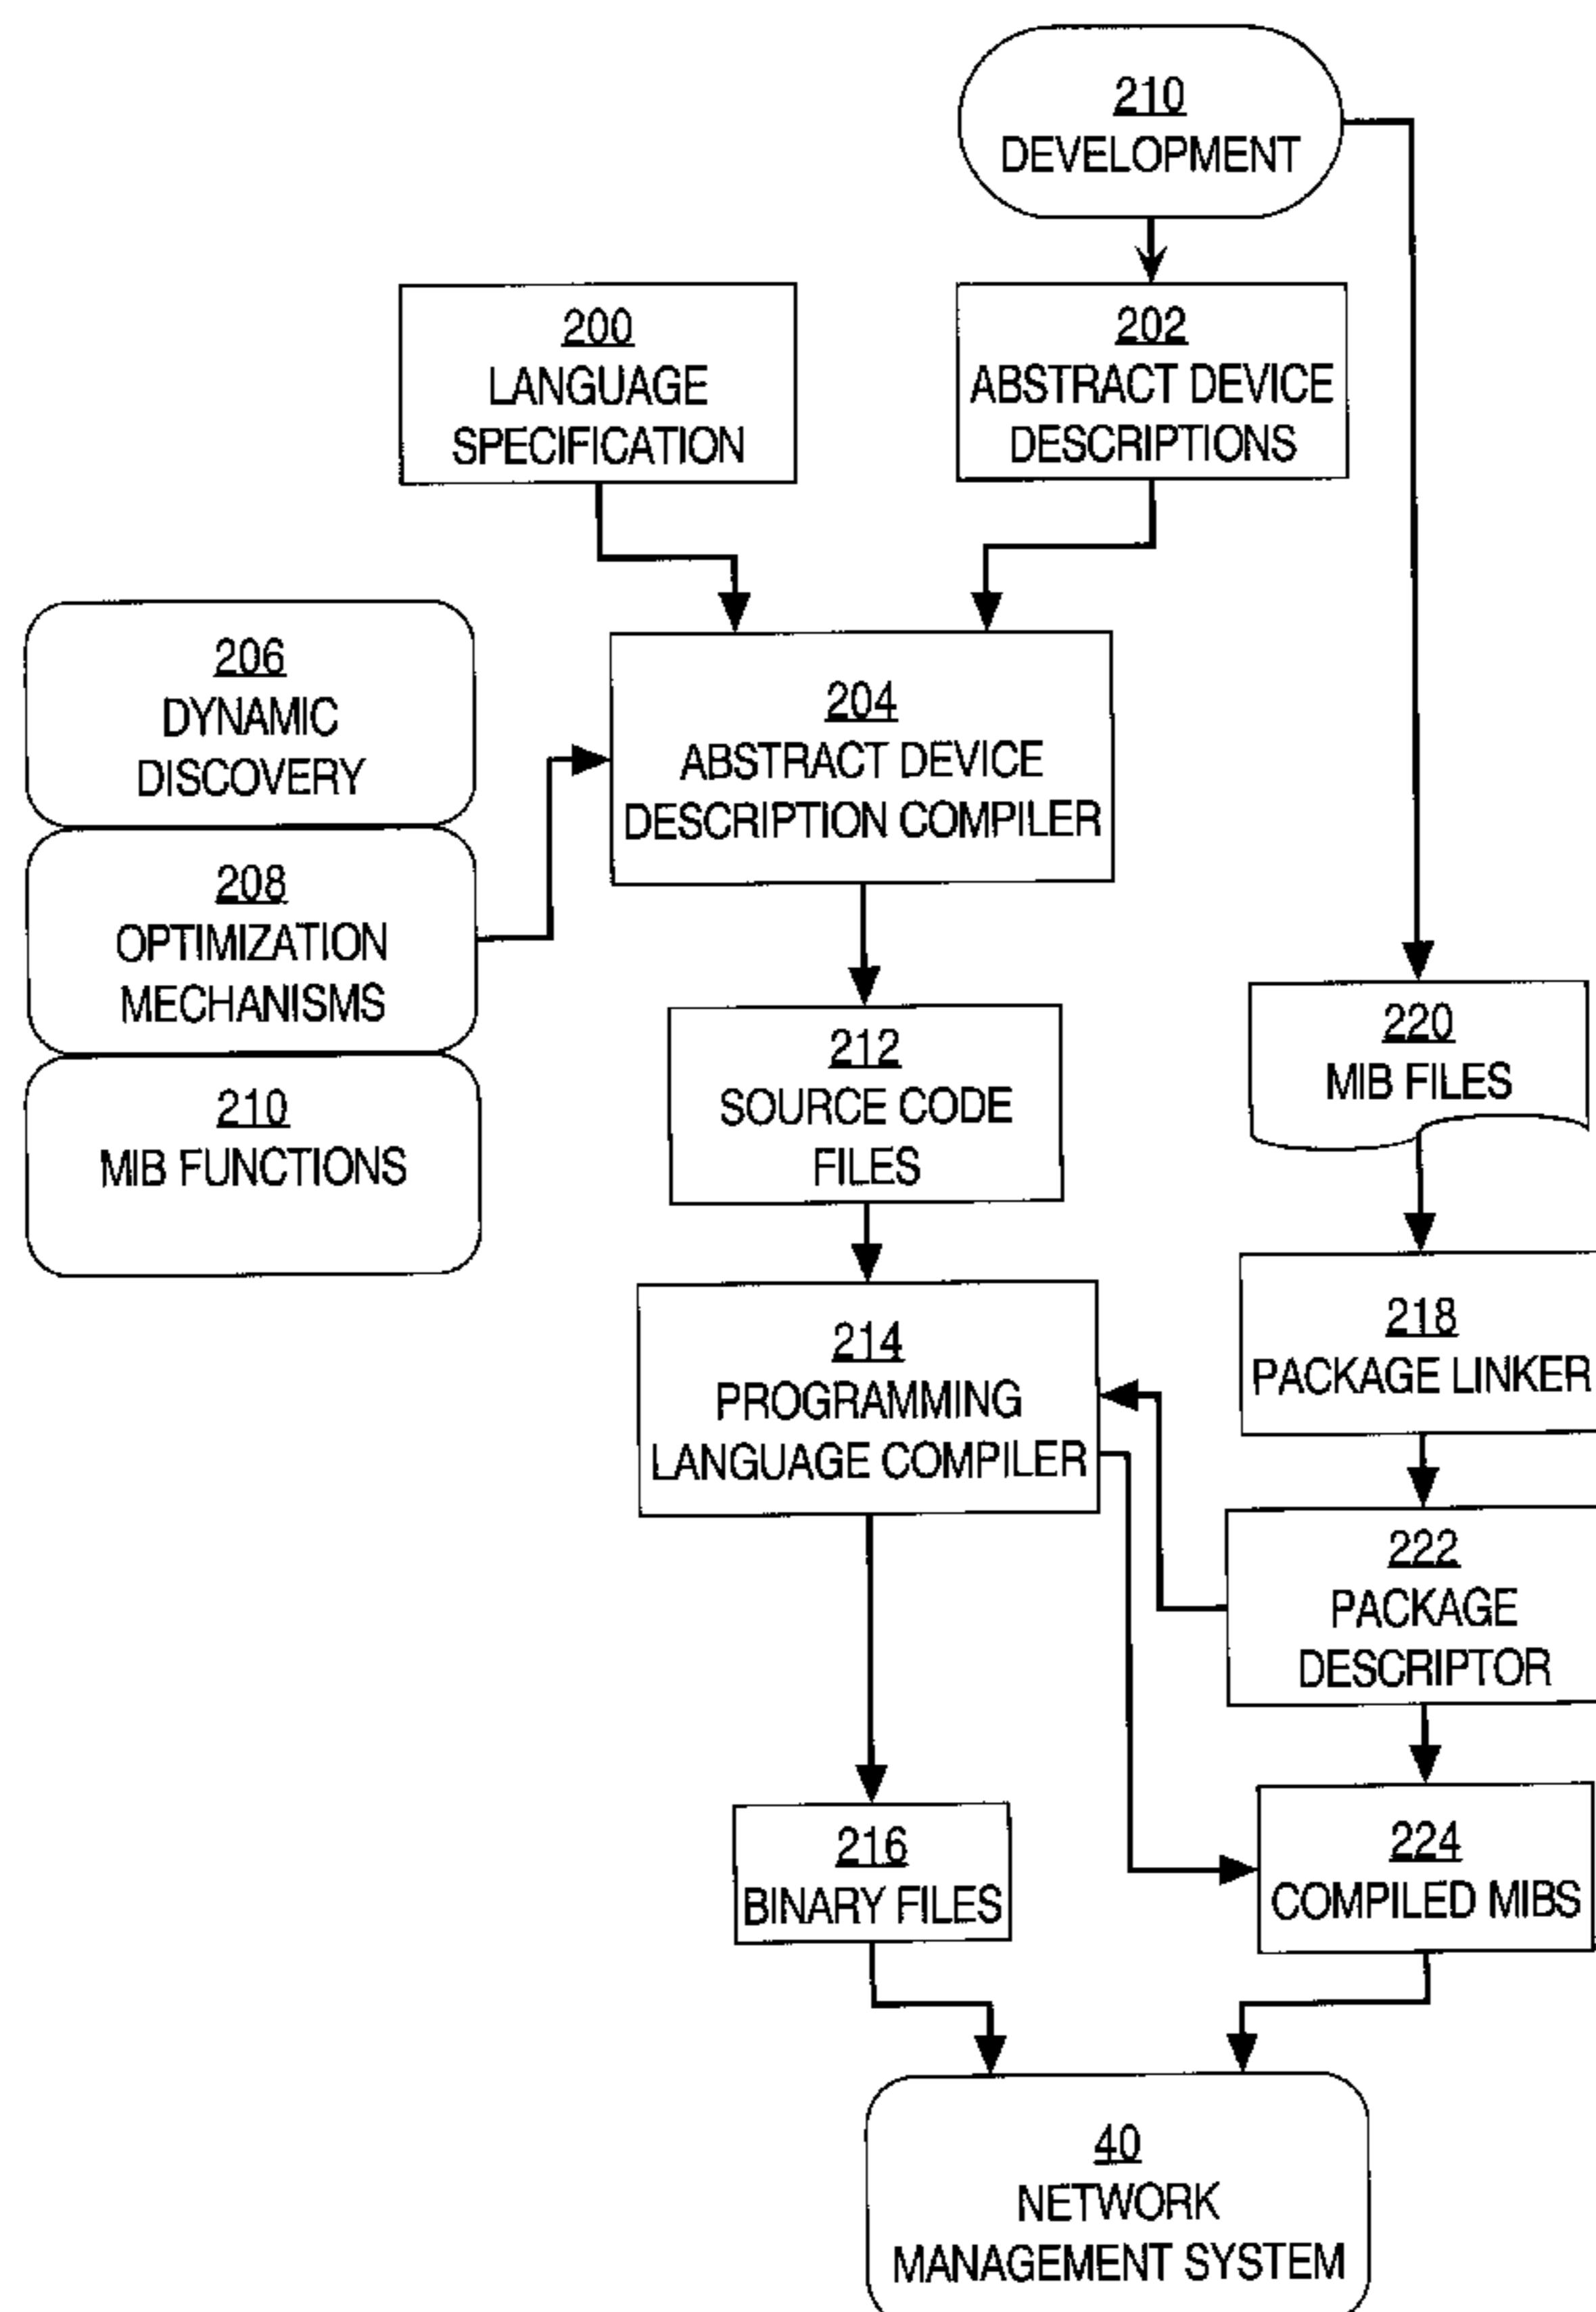 210
DEVELOPMENT
200
LANGUAGE
SPECIFICATION
202
ABSTRACT DEVICE
DESCRIPTIONS
206
DYNAMIC
DISCOVERY
204
ABSTRACT DEVICE
DESCRIPTION COMPILER
208
OPTIMIZATION
MECHANISMS
210
MIB FUNCTIONS
212
SOURCE CODE
FILES
220
MIB FILES
214
PROGRAMMING
LANGUAGE COMPILER
218
PACKAGE LINKER
222
PACKAGE
DESCRIPTOR
216
BINARY FILES
224
COMPILED MIBS
40
NETWORK
MANAGEMENT SYSTEM